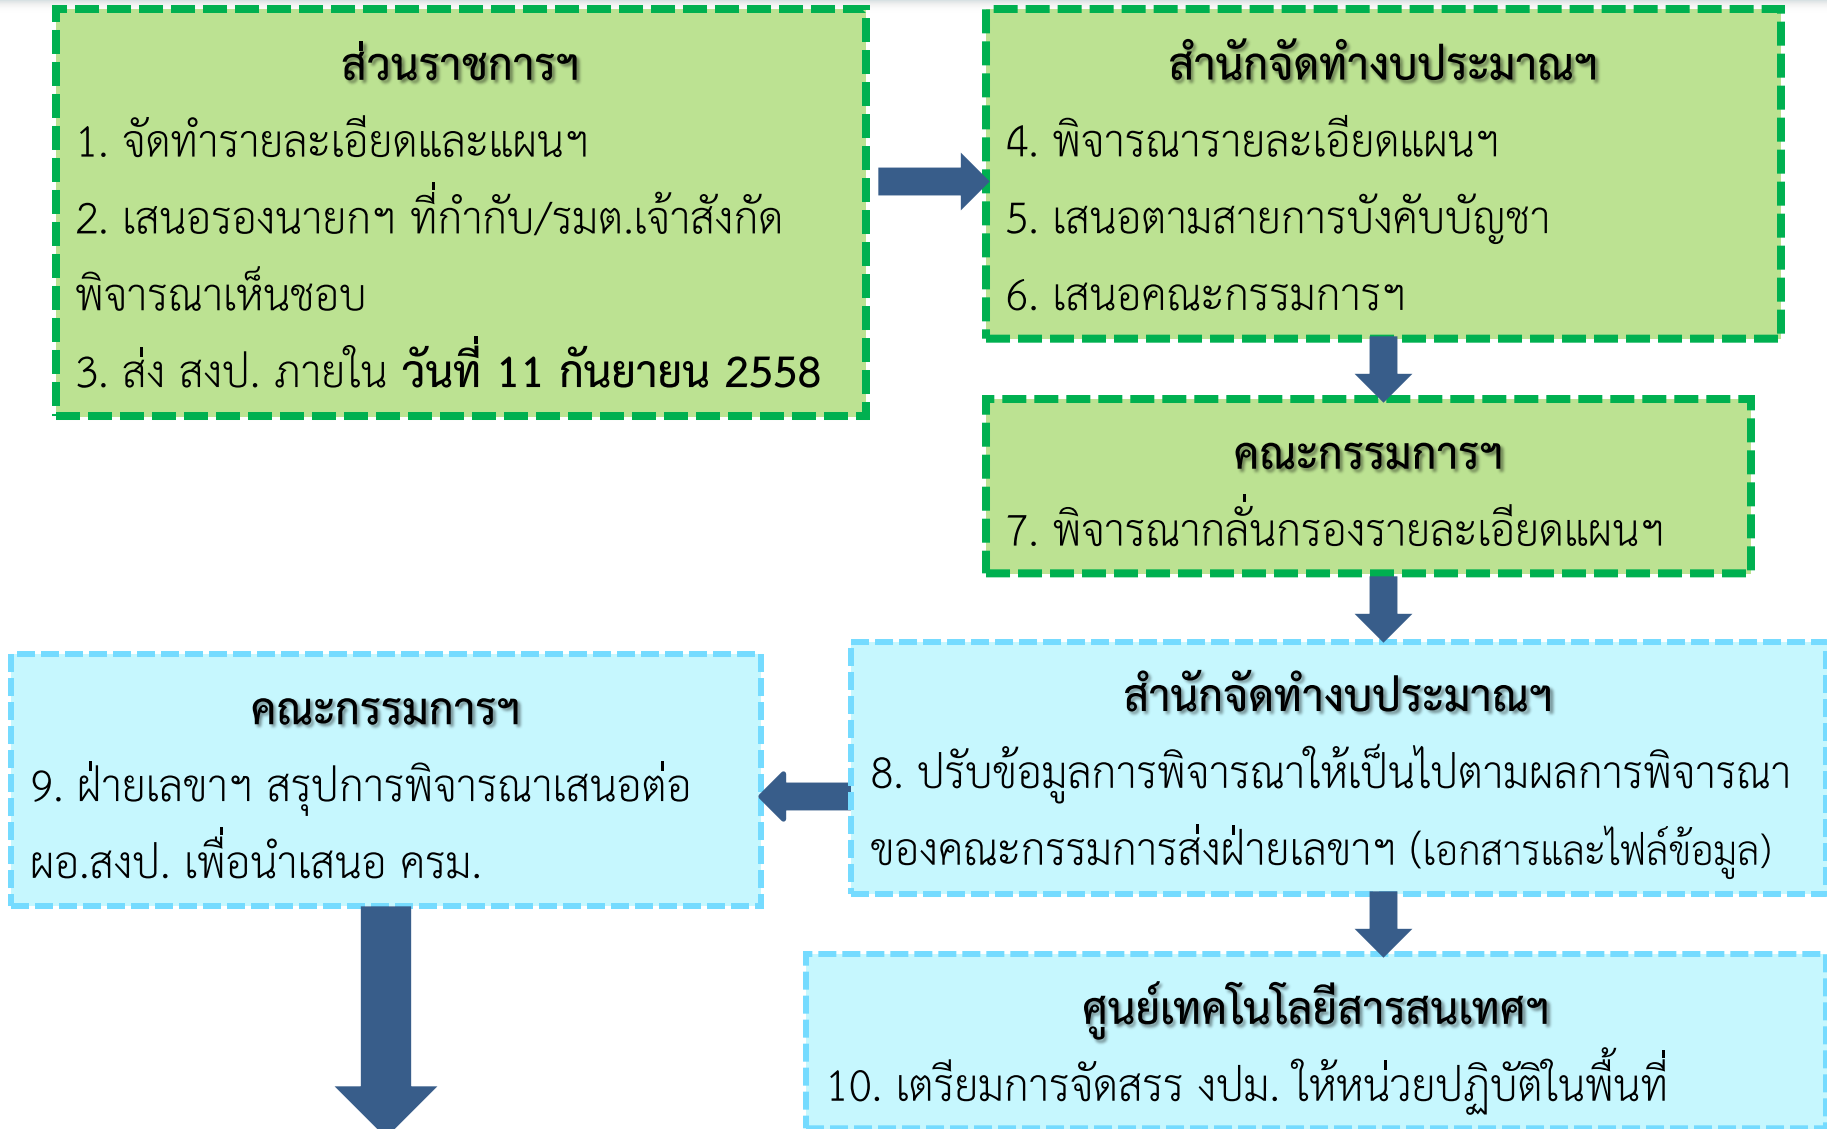 ส่วนราชการฯ
1. จัดทำรายละเอียดและแผนฯ
2. เสนอรองนายกฯ ที่กำกับ/รมต.เจ้าสังกัด
พิจารณาเห็นชอบ
3. ส่ง สงป. ภายใน วันที่ 11 กันยายน 2558
สำนักจัดทำงบประมาณฯ
4. พิจารณารายละเอียดแผนฯ
5. เสนอตามสายการบังคับบัญชา
6. เสนอคณะกรรมการฯ
คณะกรรมการฯ
7. พิจารณากลั่นกรองรายละเอียดแผนฯ
สำนักจัดทำงบประมาณฯ
8. ปรับข้อมูลการพิจารณาให้เป็นไปตามผลการพิจารณา
ของคณะกรรมการส่งฝ่ายเลขาฯ (เอกสารและไฟล์ข้อมูล)
คณะกรรมการฯ
9. ฝ่ายเลขาฯ สรุปการพิจารณาเสนอต่อ
ผอ.สงป. เพื่อนำเสนอ ครม.
ศูนย์เทคโนโลยีสารสนเทศฯ
10. เตรียมการจัดสรร งปม. ให้หน่วยปฏิบัติในพื้นที่